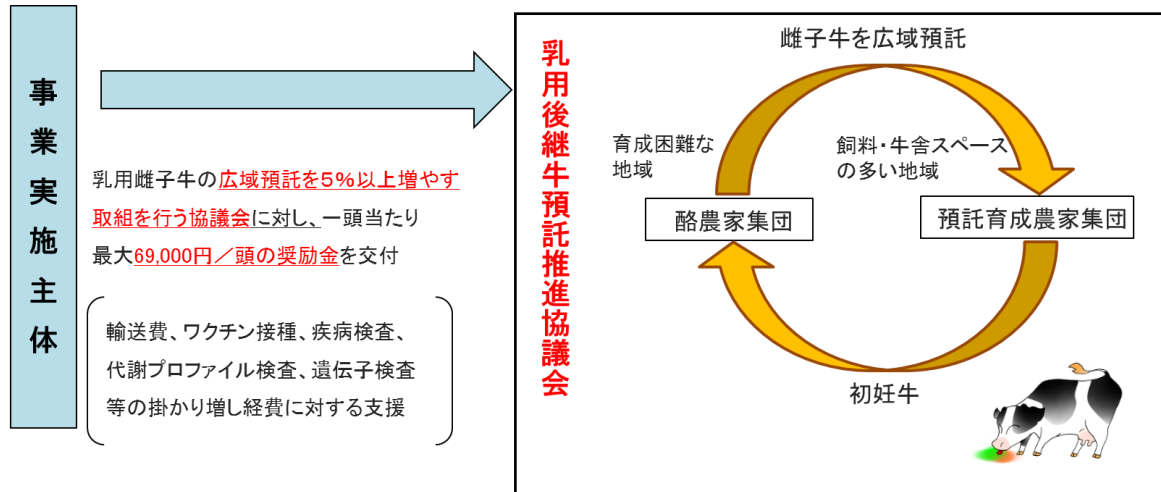 事業実施主体
乳用雌子牛の広域預託を5%以上増やす
取組を行う協議会に対し、一頭当たり
最大69,000円／頭の奨励金を交付
輸送費、ワクチン接種、疾病検査、
代謝プロファイル検査、遺伝子検査
等の掛かり増し経費に対する支援
乳用後継牛預託推進協議会
雌子牛を広域預託
育成困難な
地域
飼料・牛舎スペース
の多い地域
酪農家集団
預託育成農家集団
初妊牛